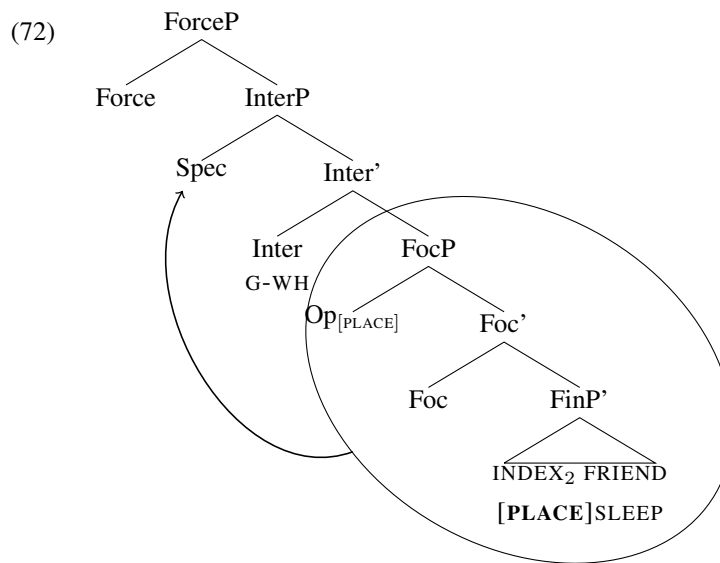 (72)
ForceP
Force InterP
Spec Inter'
Inter FocP
G-WH
Op[PLACE] Foc'
Foc FinP'
INDEX2 FRIEND
[PLACE]SLEEP